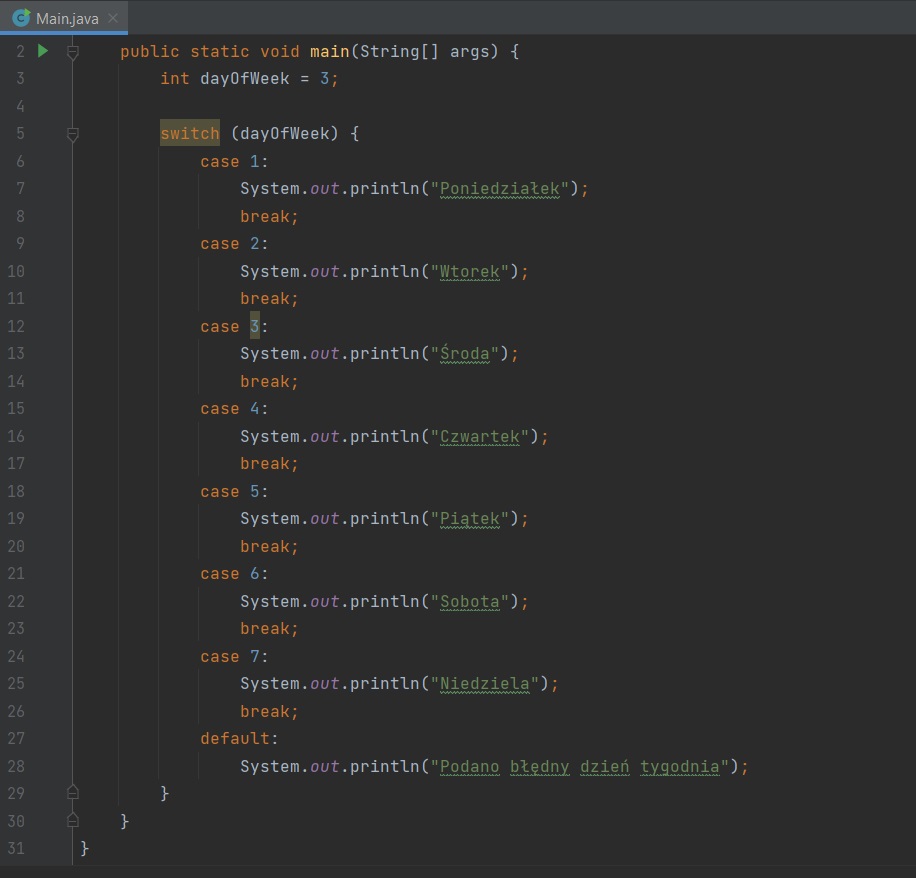 Main.java
2 public static void main(String[] args) {
3 int dayOfWeek = 3;
4
5 switch (dayOfWeek) {
6 case 1:
7 System.out.println("Poniedziałek");
8 break;
9 case 2:
10 System.out.println("Wtorek");
11 break;
12 case 3:
13 System.out.println("Środa");
14 break;
15 case 4:
16 System.out.println("Czwartek");
17 break;
18 case 5:
19 System.out.println("Piątek");
20 break;
21 case 6:
22 System.out.println("Sobota");
23 break;
24 case 7:
25 System.out.println("Niedziela");
26 break;
27 default:
28 System.out.println("Podano błędny dzień tygodnia");
29 }
30 }
31 }